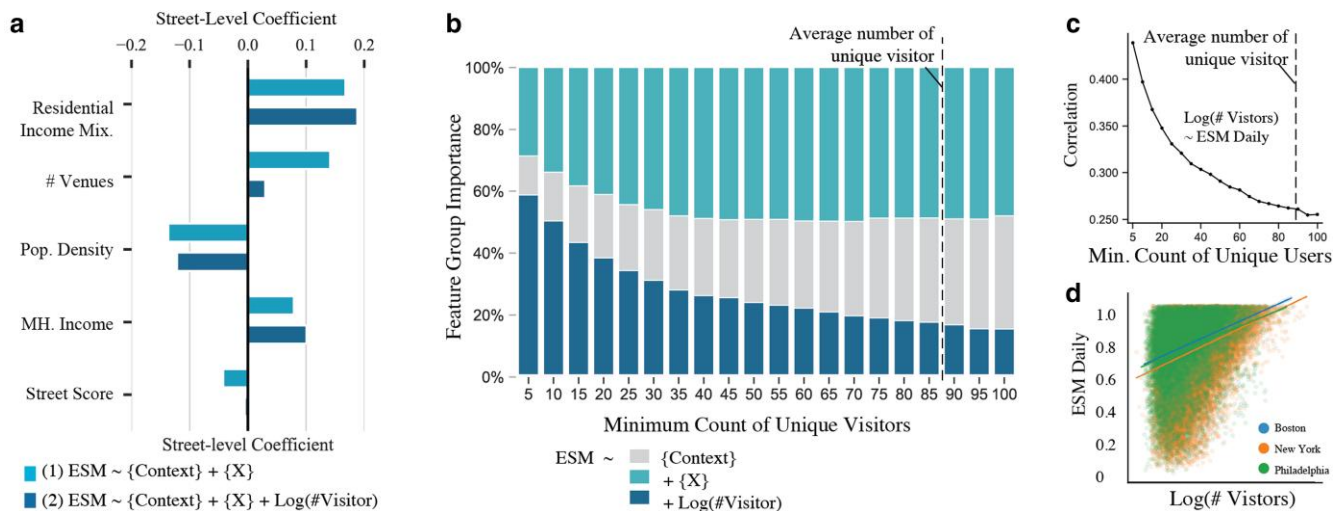 a
Street-Level Coefficient
−0.2 −0.1 0.0 0.1 0.2
Residential
Income Mix.
# Venues
Pop. Density
MH. Income
Street Score
Street-level Coefficient
(1) ESM ~ {Context} + {X}
(2) ESM ~ {Context} + {X} + Log(#Visitor)
b
Average number of
unique visitor
Feature Group Importance
100%
80%
60%
40%
20%
0%
5 10 15 20 25 30 35 40 45 50 55 60 65 70 75 80 85 90 95 100
Minimum Count of Unique Visitors
ESM ~
{Context}
+ {X}
+ Log(#Visitor)
c
Average number of
unique visitor
Log(# Vistors)
~ ESM Daily
Correlation
0.400
0.350
0.300
0.250
5 20 40 60 80 100
Min. Count of Unique Users
d
ESM Daily
1.0
0.8
0.6
0.4
0.2
0
Boston
New York
Philadelphia
Log(# Vistors)